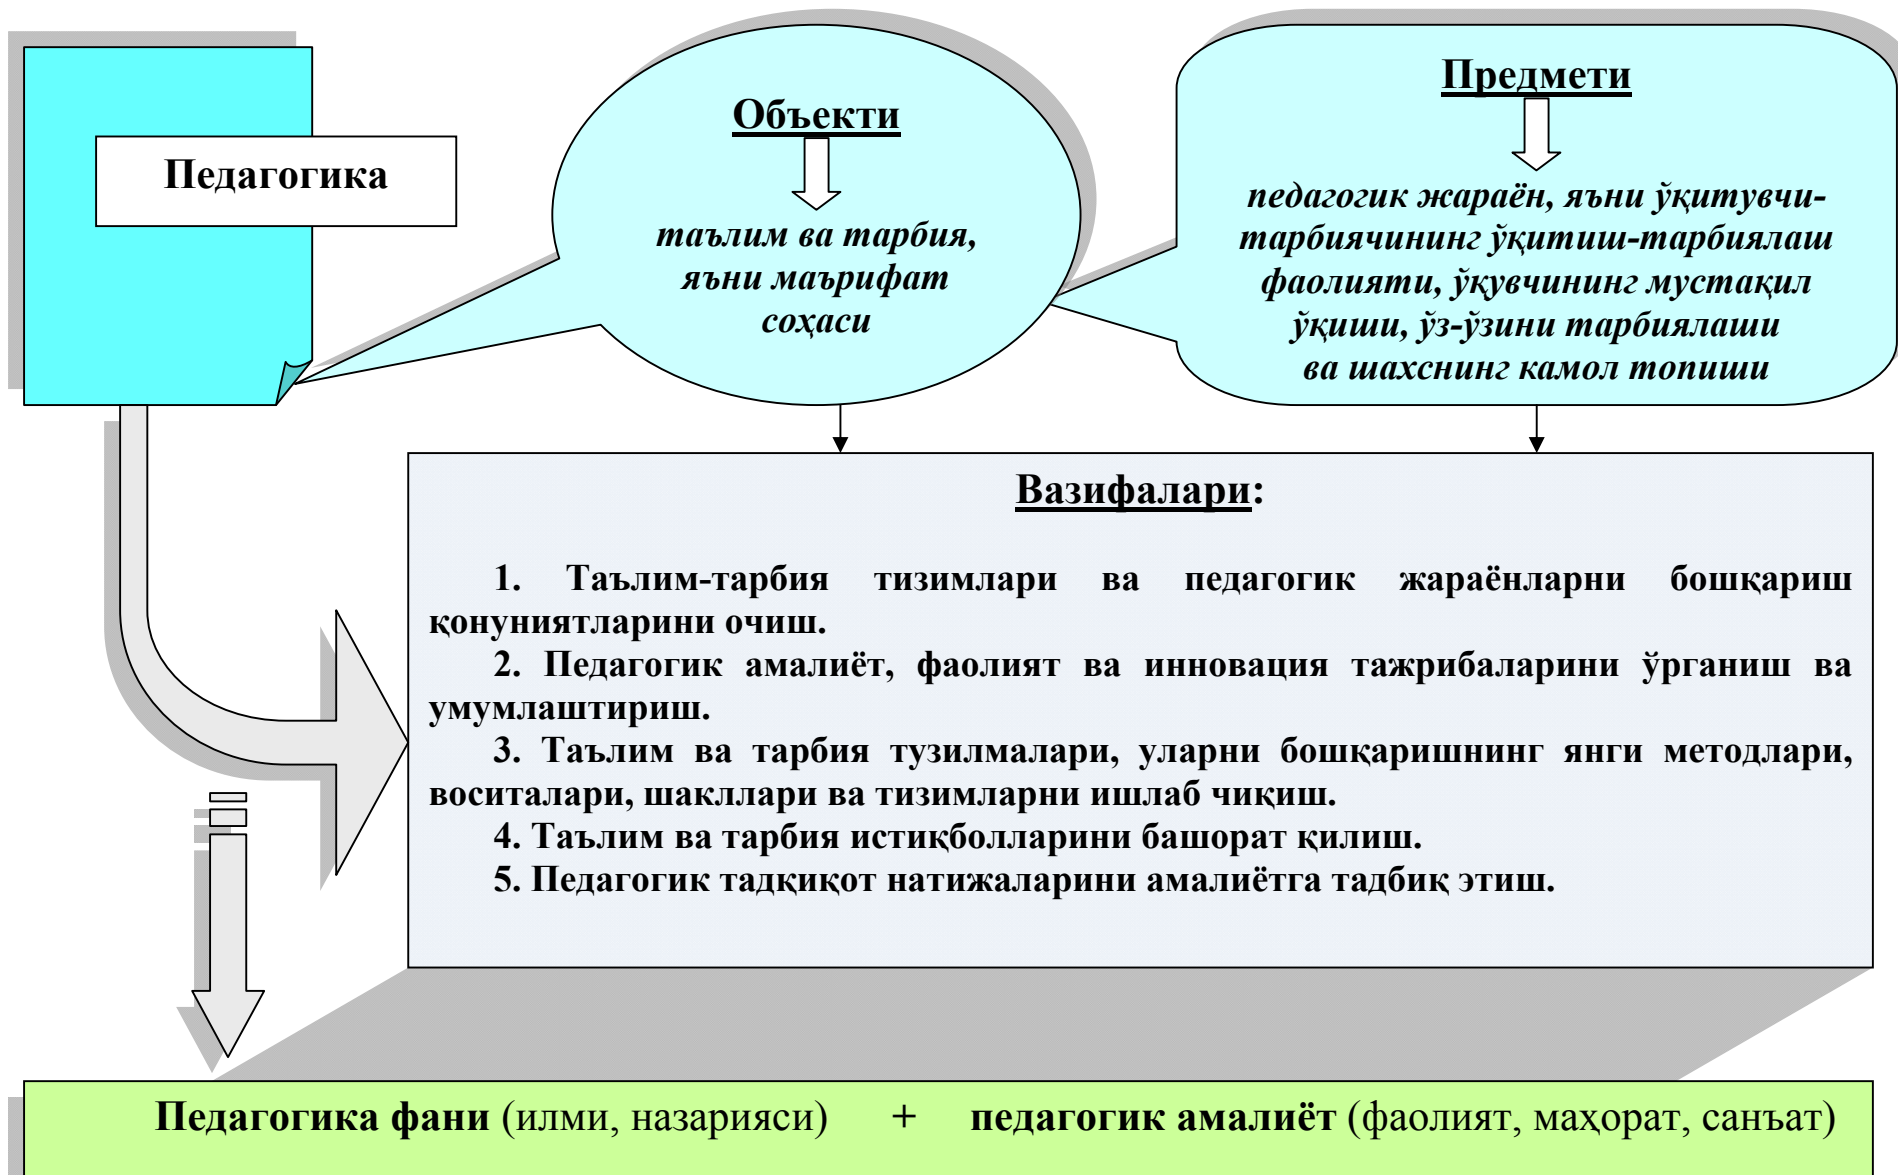 Педагогика
Объекти
таълим ва тарбия,
яъни маърифат
соҳаси
Предмети
педагогик жараён, яъни ўқитувчи-
тарбиячининг ўқитиш-тарбиялаш
фаолияти, ўқувчининг мустақил
ўқиши, ўз-ўзини тарбиялаши
ва шахснинг камол топиши
Вазифалари:
1. Таълим-тарбия тизимлари ва педагогик жараёнларни бошқариш
қонуниятларини очиш.
2. Педагогик амалиёт, фаолият ва инновация тажрибаларини ўрганиш ва
умумлаштириш.
3. Таълим ва тарбия тузилмалари, уларни бошқаришнинг янги методлари,
воситалари, шакллари ва тизимларни ишлаб чиқиш.
4. Таълим ва тарбия истиқболларини башорат қилиш.
5. Педагогик тадқиқот натижаларини амалиётга тадбиқ этиш.
Педагогика фани (илми, назарияси) + педагогик амалиёт (фаолият, маҳорат, санъат)